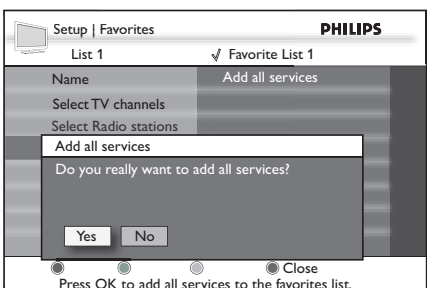 Setup | Favorites PHILIPS
List 1 √ Favorite List 1
Name Add all services
Select TV channels
Select Radio stations
Add all services
Do you really want to add all services?
Yes No
Close
Press OK to add all services to the favorites list.